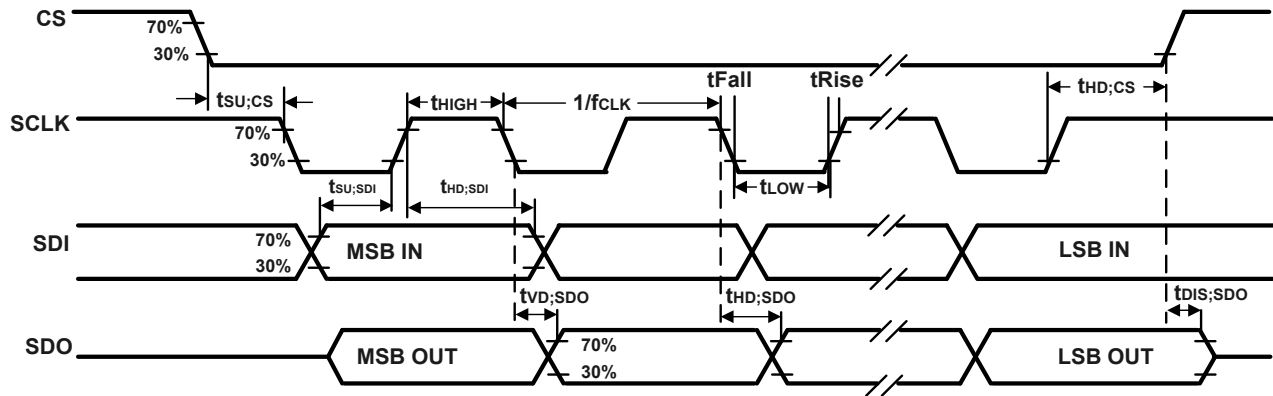 CS
70%
30%
tSU;CS
tHIGH
1/fCLK
tFall
tRise
tHD;CS
SCLK
70%
30%
tSU;SDI
tHD;SDI
tLOW
SDI
70%
30%
MSB IN
LSB IN
tVD;SDO
tHD;SDO
tDIS;SDO
SDO
MSB OUT
70%
30%
LSB OUT